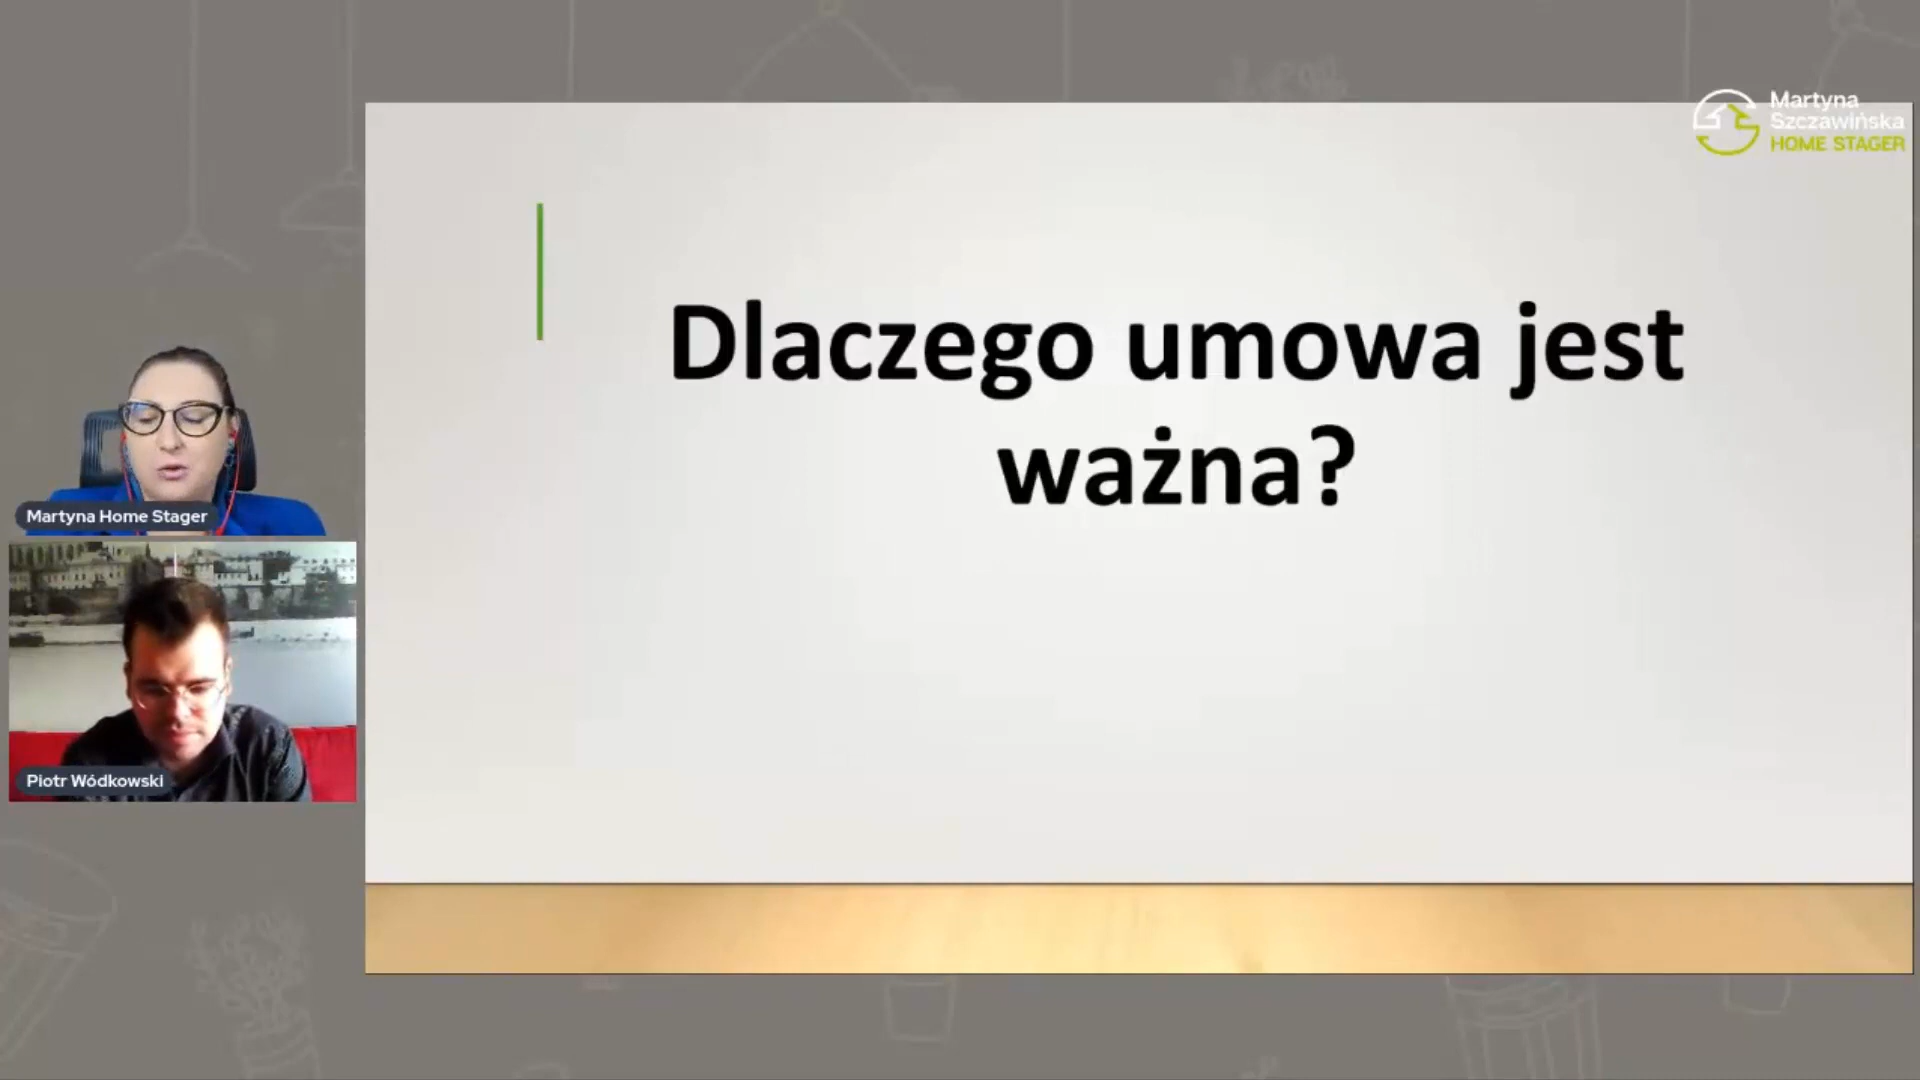 Martyna
Szczawińska
HOME STAGER
Dlaczego umowa jest
ważna?
Martyna Home Stager
Piotr Wódkowski